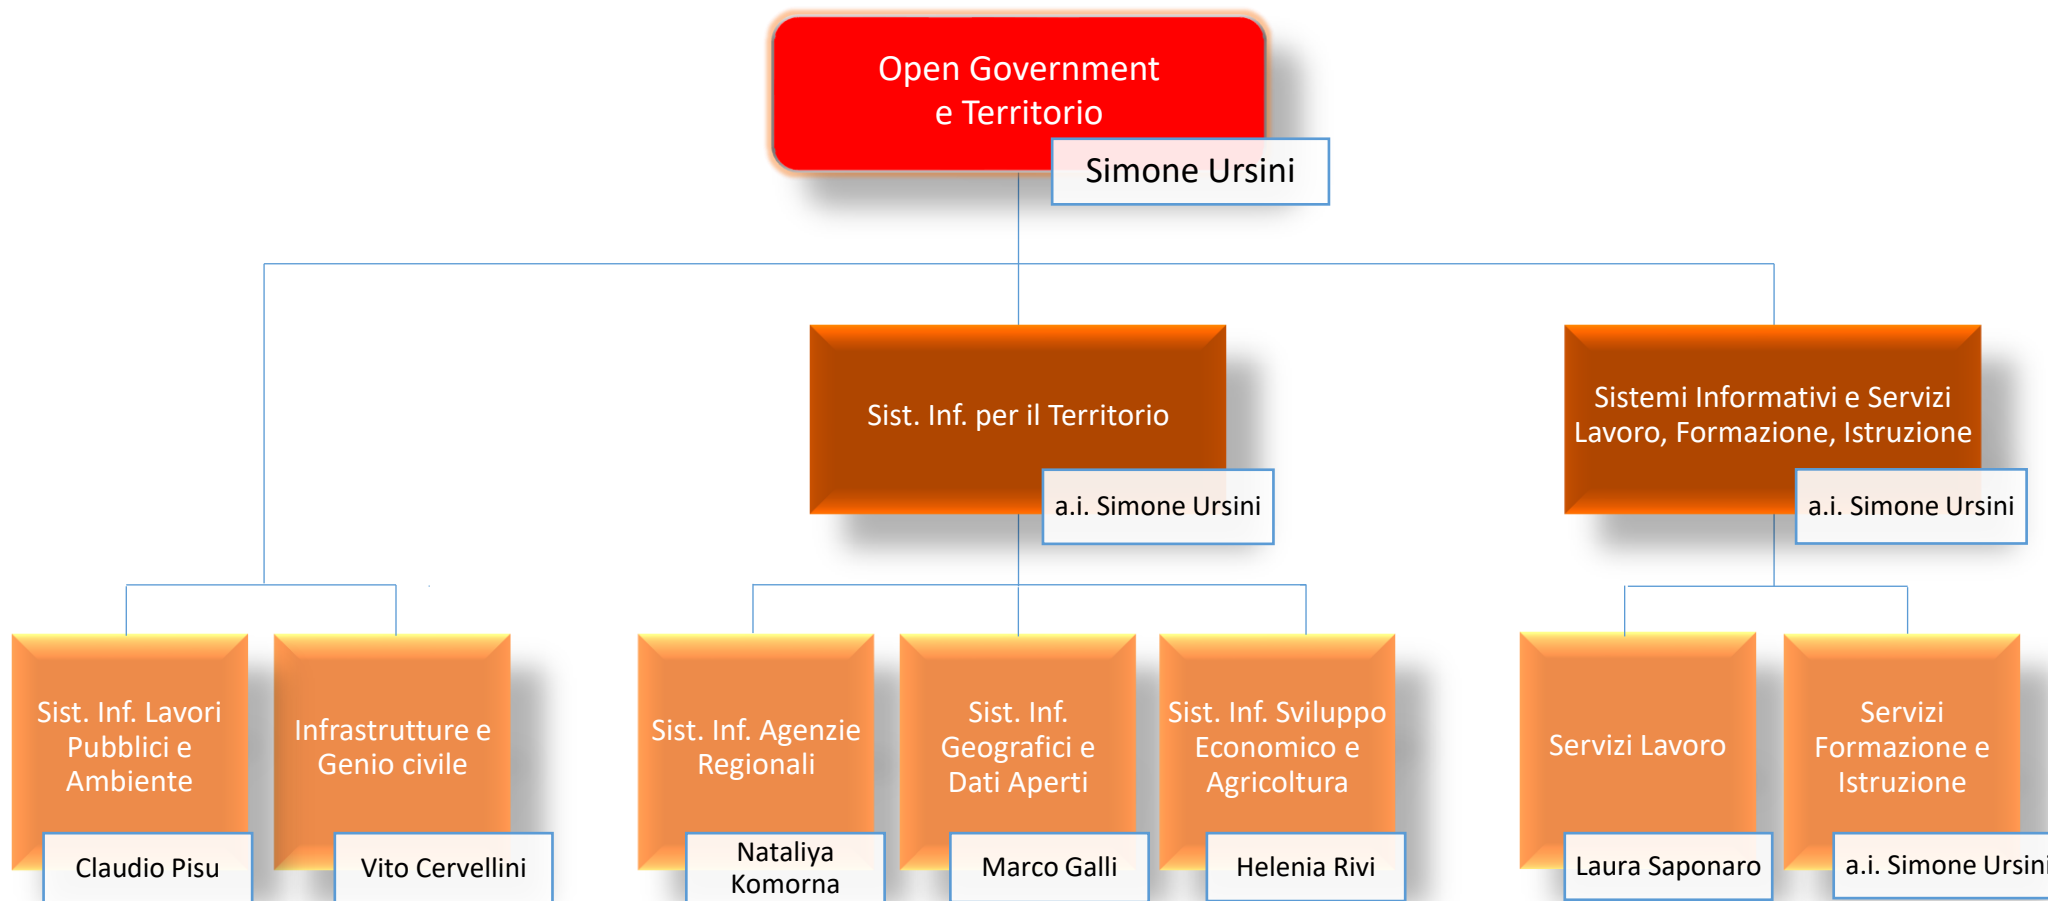 Open Government
e Territorio
Simone Ursini
Sist. Inf. per il Territorio
a.i. Simone Ursini
Sistemi Informativi e Servizi
Lavoro, Formazione, Istruzione
a.i. Simone Ursini
Sist. Inf. Lavori
Pubblici e
Ambiente
Claudio Pisu
Infrastrutture e
Genio civile
Vito Cervellini
Sist. Inf. Agenzie
Regionali
Nataliya
Komorna
Sist. Inf.
Geografici e
Dati Aperti
Marco Galli
Sist. Inf. Sviluppo
Economico e
Agricoltura
Helenia Rivi
Servizi Lavoro
Laura Saponaro
Servizi
Formazione e
Istruzione
a.i. Simone Ursini